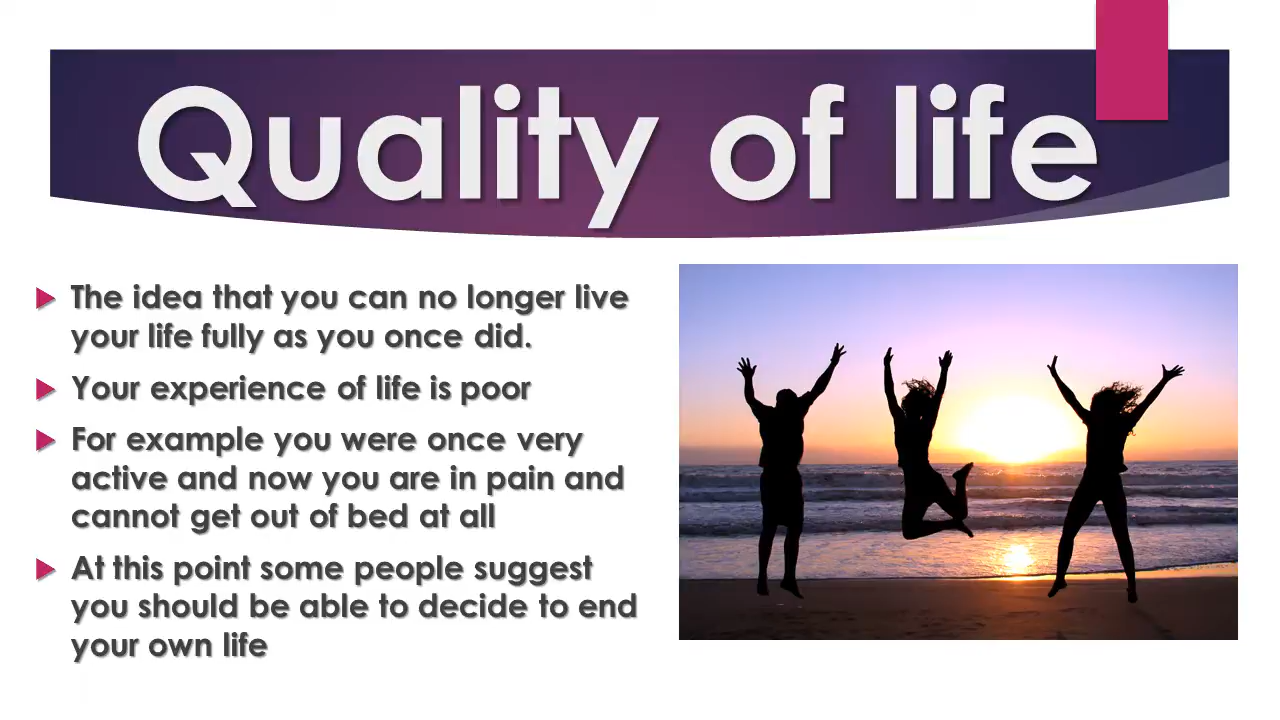 Quality of life
The idea that you can no longer live
your life fully as you once did.
Your experience of life is poor
For example you were once very
active and now you are in pain and
cannot get out of bed at all
At this point some people suggest
you should be able to decide to end
your own life